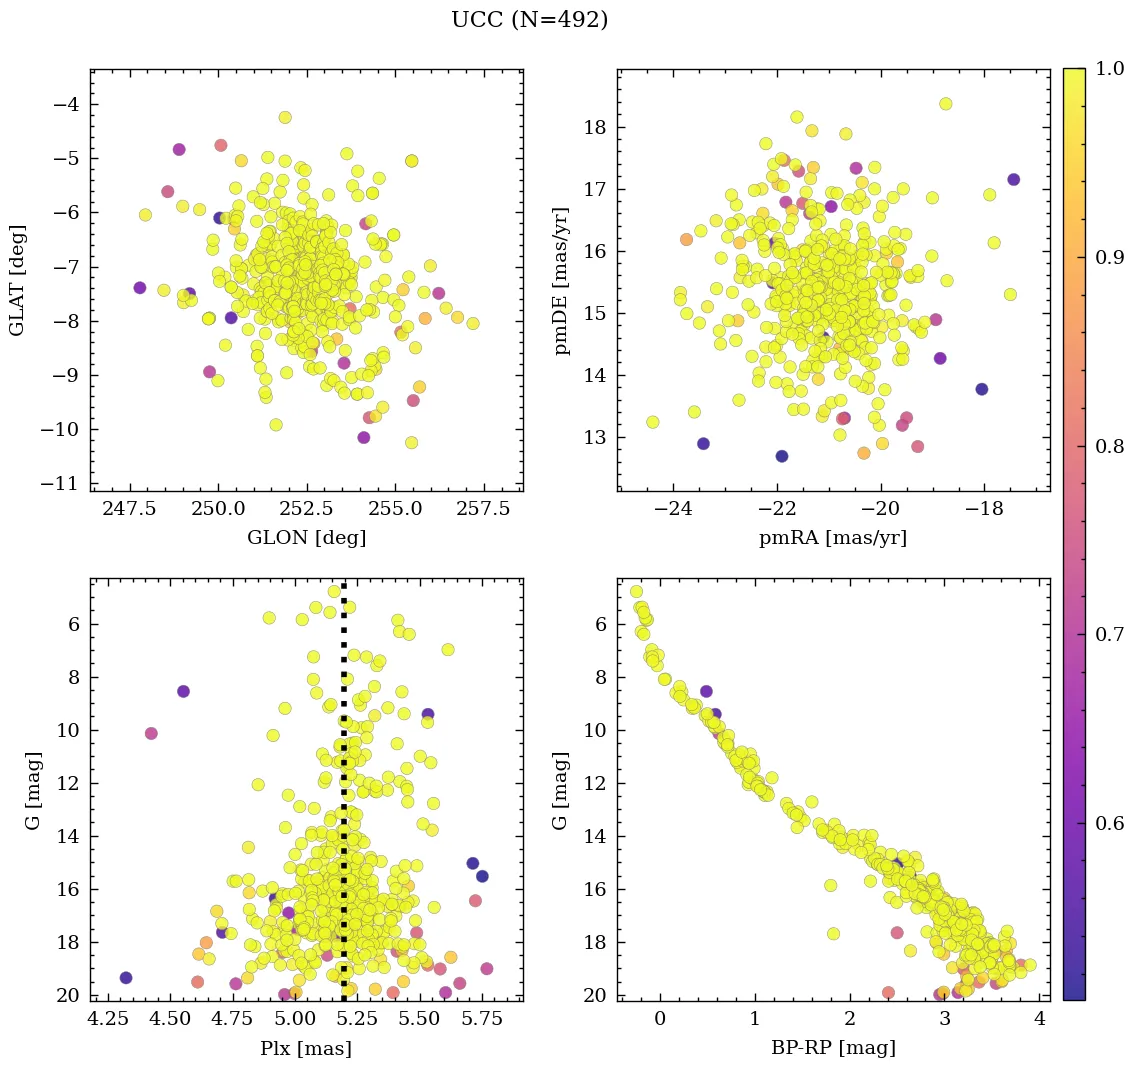 UCC (N=492)
−4
−5
−6
−7
−8
−9
−10
−11
GLAT [deg]
247.5 250.0 252.5 255.0 257.5
GLON [deg]
18
17
16
15
14
13
pmDE [mas/yr]
−24 −22 −20 −18
pmRA [mas/yr]
1.0
0.9
0.8
0.7
0.6
6
8
10
12
14
16
18
20
G [mag]
4.25 4.50 4.75 5.00 5.25 5.50 5.75
Plx [mas]
6
8
10
12
14
16
18
20
G [mag]
0 1 2 3 4
BP-RP [mag]